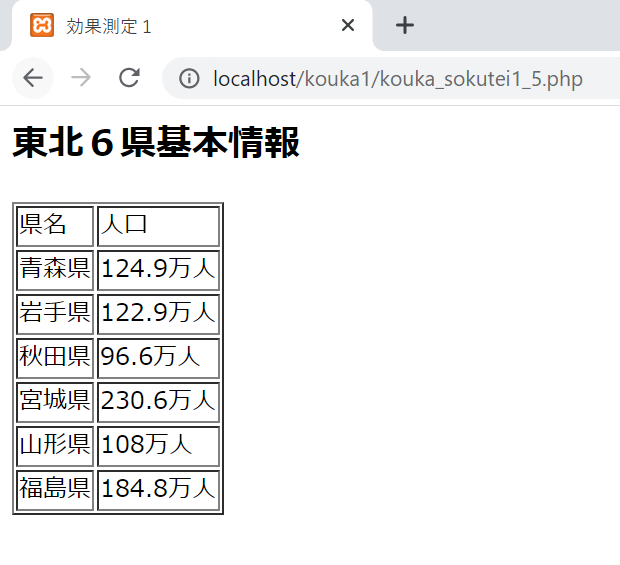 効果測定１
localhost/kouka1/kouka_sokutei1_5.php
東北６県基本情報
県名 人口
青森県 124.9万人
岩手県 122.9万人
秋田県 96.6万人
宮城県 230.6万人
山形県 108万人
福島県 184.8万人